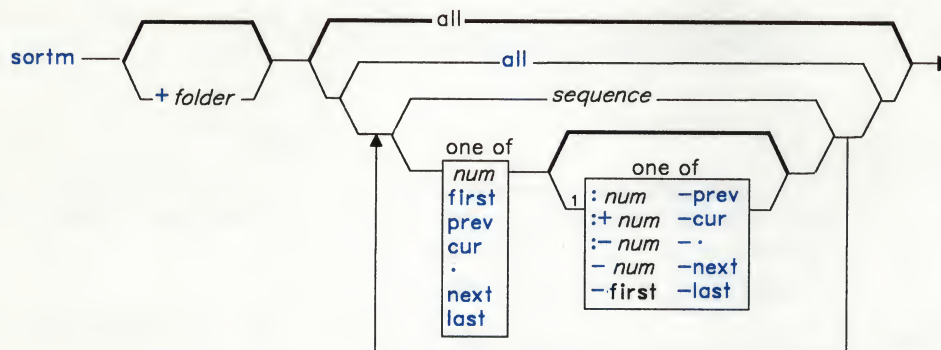 all
sortm
all
+ folder
sequence
one of
num
first
prev
cur
.
next
last
one of
1
: num -prev
:+ num -cur
:- num - .
- num -next
-.first -last